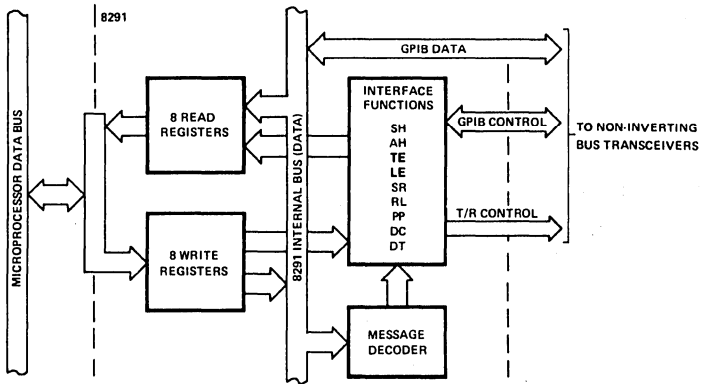 8291
MICROPROCESSOR DATA BUS
8 READ
REGISTERS
8 WRITE
REGISTERS
8291 INTERNAL BUS (DATA)
GPIB DATA
INTERFACE
FUNCTIONS
SH
AH
TE
LE
SR
RL
PP
DC
DT
GPIB CONTROL
T/R CONTROL
TO NON-INVERTING
BUS TRANSCEIVERS
MESSAGE
DECODER